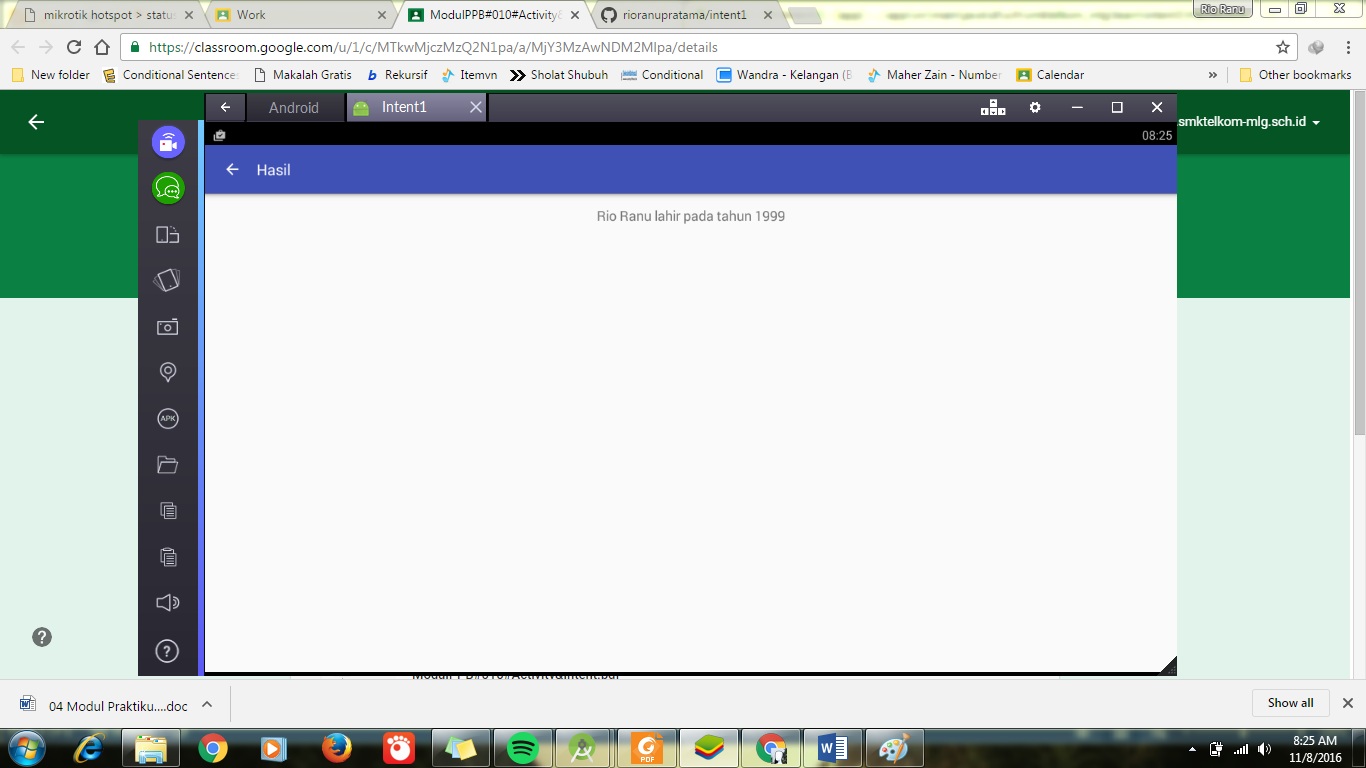 mikrotik hotspot > status
Work
ModulPPB#010#Activity&
rioranupratama/intent1
Rio Ranu
https://classroom.google.com/u/1/c/MTkwMjczMzQ2N1pa/a/MjY3MzAwNDM2Mlpa/details
New folder
Conditional Sentence
Makalah Gratis
Rekursif
Itemvn
Sholat Shubuh
Conditional
Wandra - Kelangan (B
Maher Zain - Number
Calendar
Other bookmarks
Android
Intent1
smktelkom-mlg.sch.id
08:25
Hasil
Rio Ranu lahir pada tahun 1999
APK
04 Modul Praktiku....doc
Show all
PDF
8:25 AM
11/8/2016